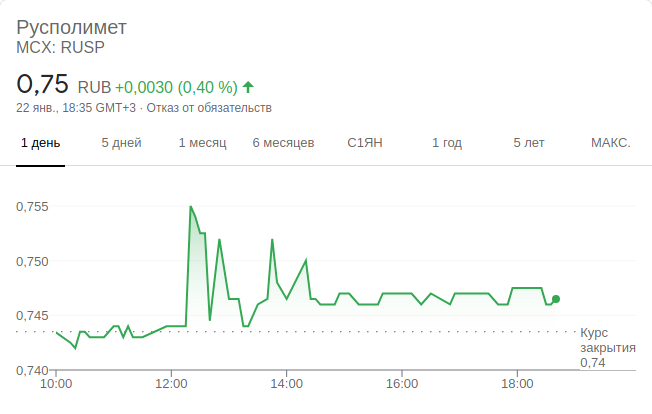 Русполимет
MCX: RUSP
0,75 RUB +0,0030 (0,40 %)
22 янв., 18:35 GMT+3 · Отказ от обязательств
1 день 5 дней 1 месяц 6 месяцев С1ЯН 1 год 5 лет МАКС.
0,755
0,750
0,745
0,740
Курс
закрытия
0,74
10:00 12:00 14:00 16:00 18:00